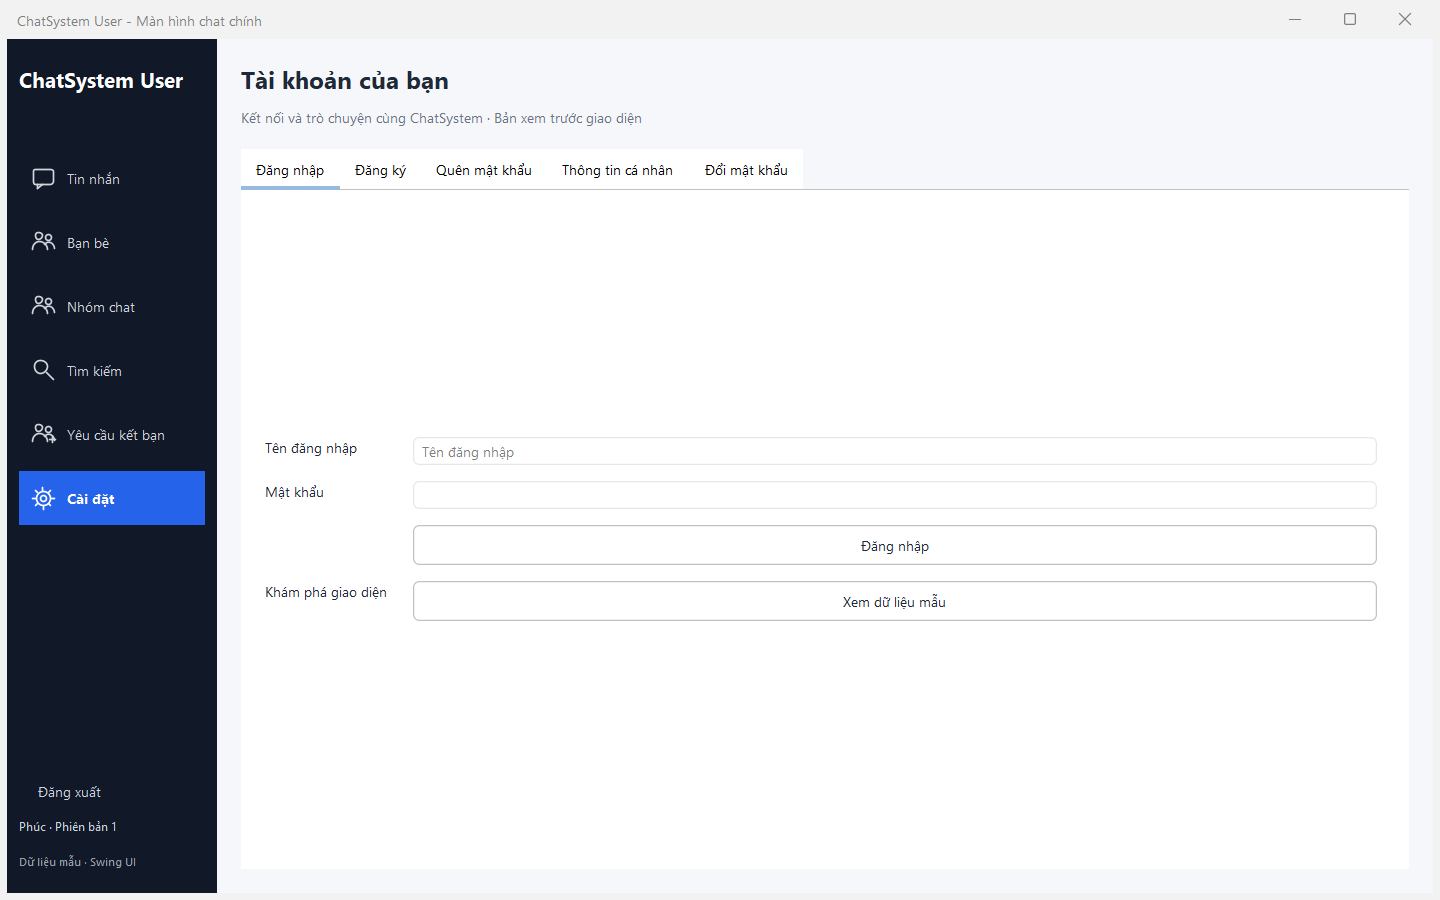 ChatSystem User - Màn hình chat chính
ChatSystem User
Tin nhắn
Bạn bè
Nhóm chat
Tìm kiếm
Yêu cầu kết bạn
Cài đặt
Đăng xuất
Phúc · Phiên bản 1
Dữ liệu mẫu · Swing UI
Tài khoản của bạn
Kết nối và trò chuyện cùng ChatSystem · Bản xem trước giao diện
Đăng nhập Đăng ký Quên mật khẩu Thông tin cá nhân Đổi mật khẩu
Tên đăng nhập Tên đăng nhập
Mật khẩu
Đăng nhập
Khám phá giao diện Xem dữ liệu mẫu